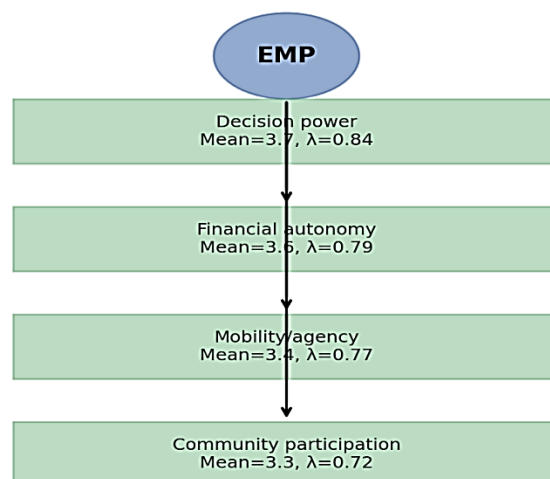 EMP
Decision power
Mean=3.7, λ=0.84
Financial autonomy
Mean=3.6, λ=0.79
Mobility/agency
Mean=3.4, λ=0.77
Community participation
Mean=3.3, λ=0.72